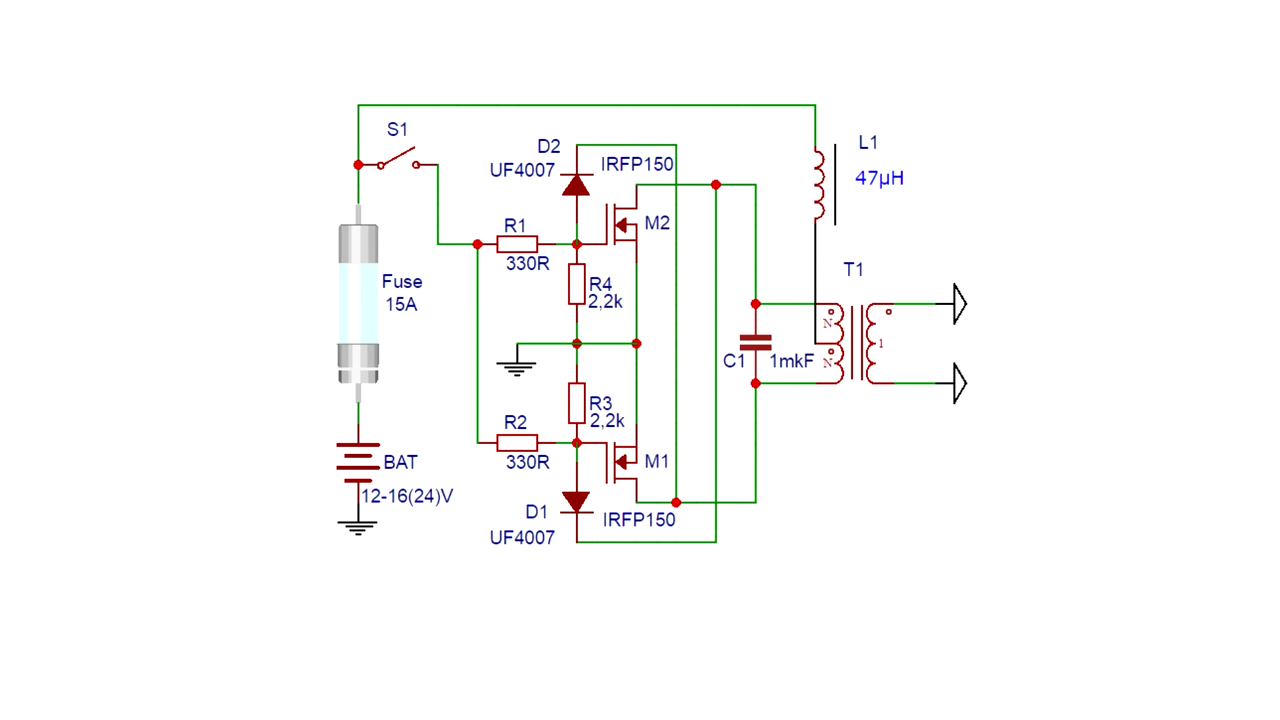 S1
D2
UF4007
IRFP150
L1
47µH
R1
330R
M2
T1
Fuse
15A
R4
2,2k
N
N
1
C1
1mkF
R3
2,2k
R2
330R
M1
BAT
12-16(24)V
D1
UF4007
IRFP150